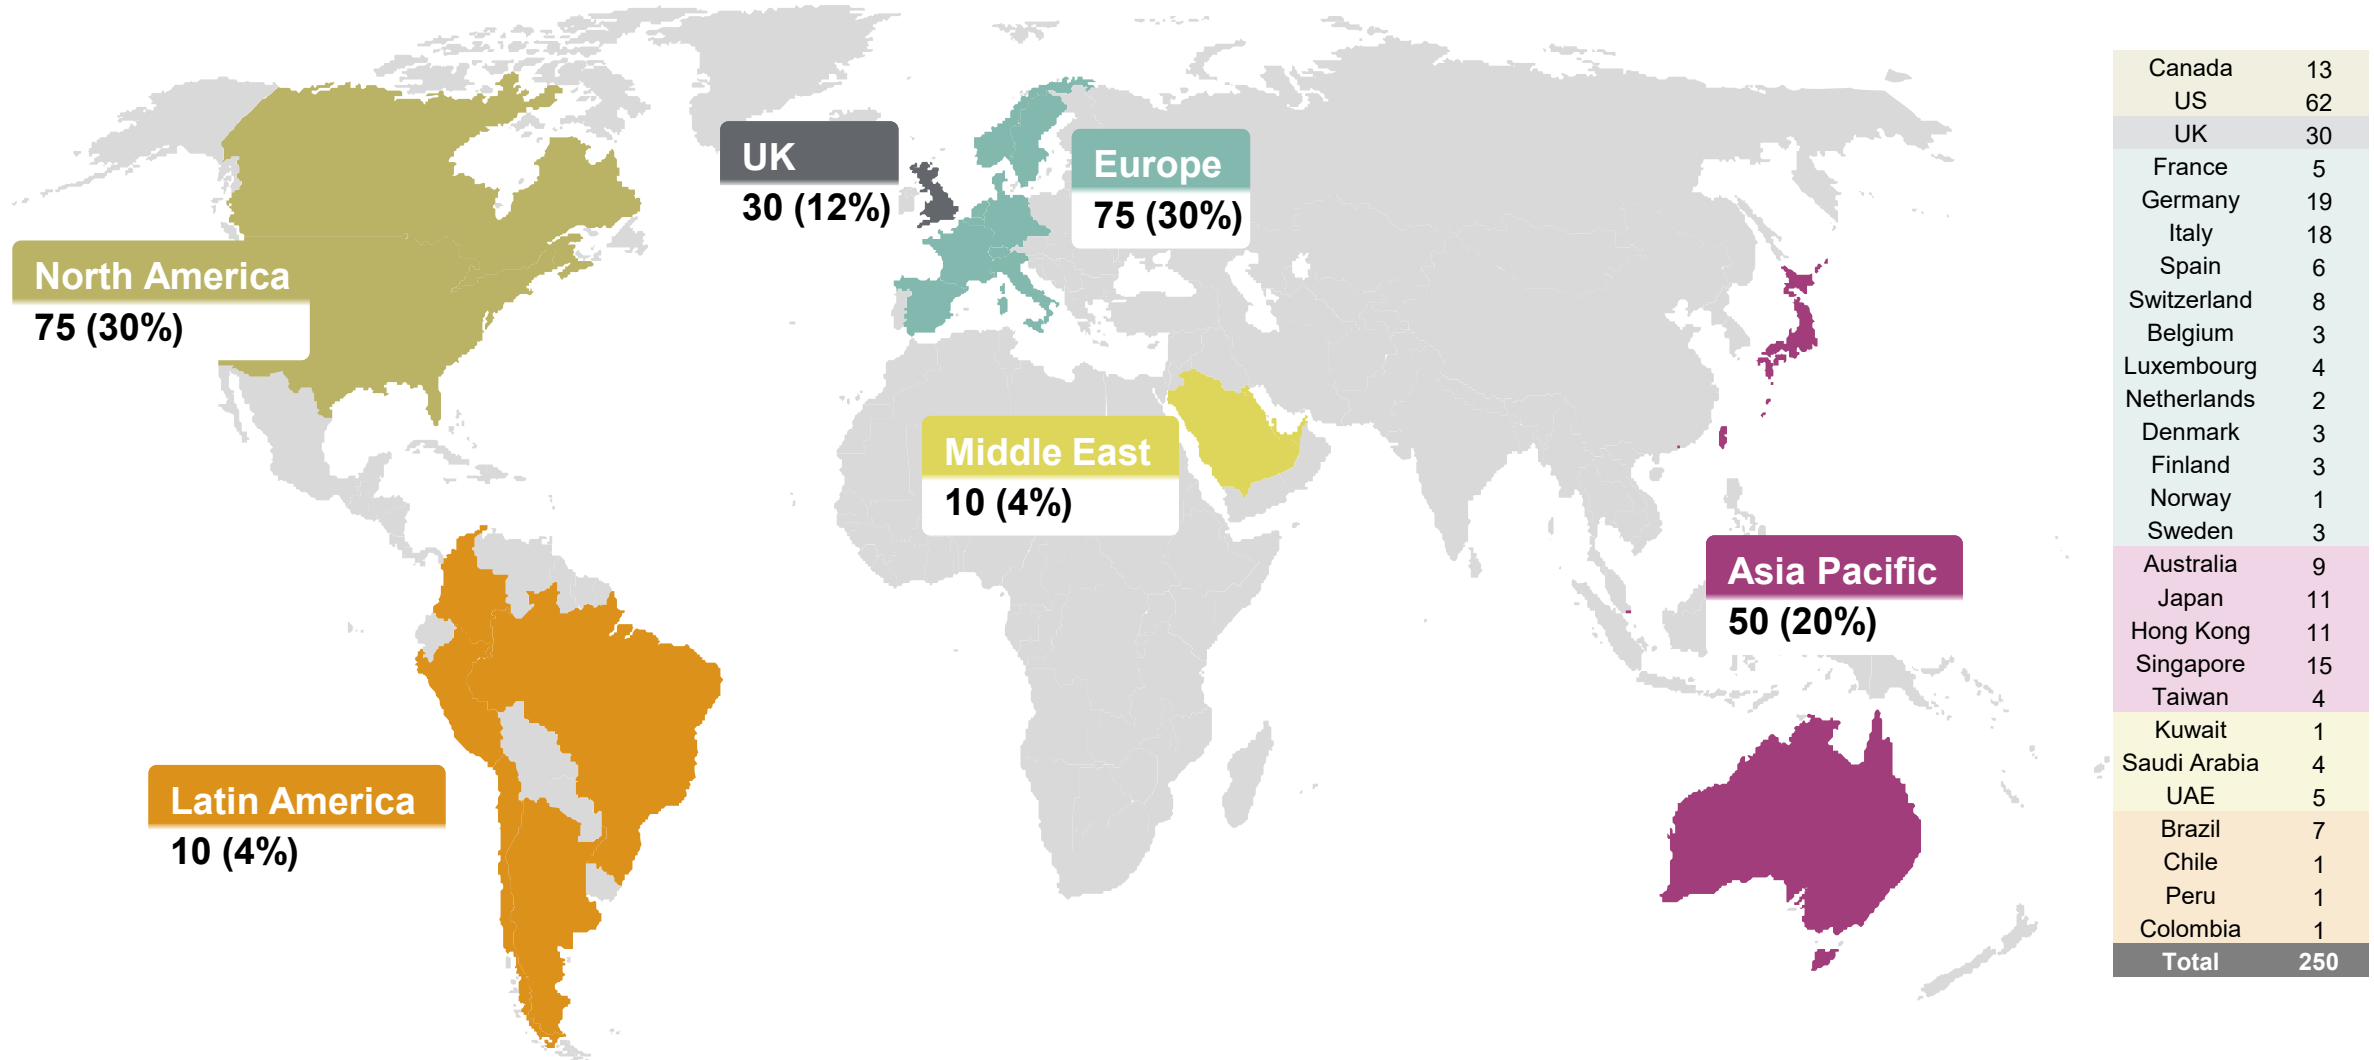 UK
30 (12%)
Europe
75 (30%)
North America
75 (30%)
Middle East
10 (4%)
Asia Pacific
50 (20%)
Latin America
10 (4%)
Canada 13
US 62
UK 30
France 5
Germany 19
Italy 18
Spain 6
Switzerland 8
Belgium 3
Luxembourg 4
Netherlands 2
Denmark 3
Finland 3
Norway 1
Sweden 3
Australia 9
Japan 11
Hong Kong 11
Singapore 15
Taiwan 4
Kuwait 1
Saudi Arabia 4
UAE 5
Brazil 7
Chile 1
Peru 1
Colombia 1
Total 250